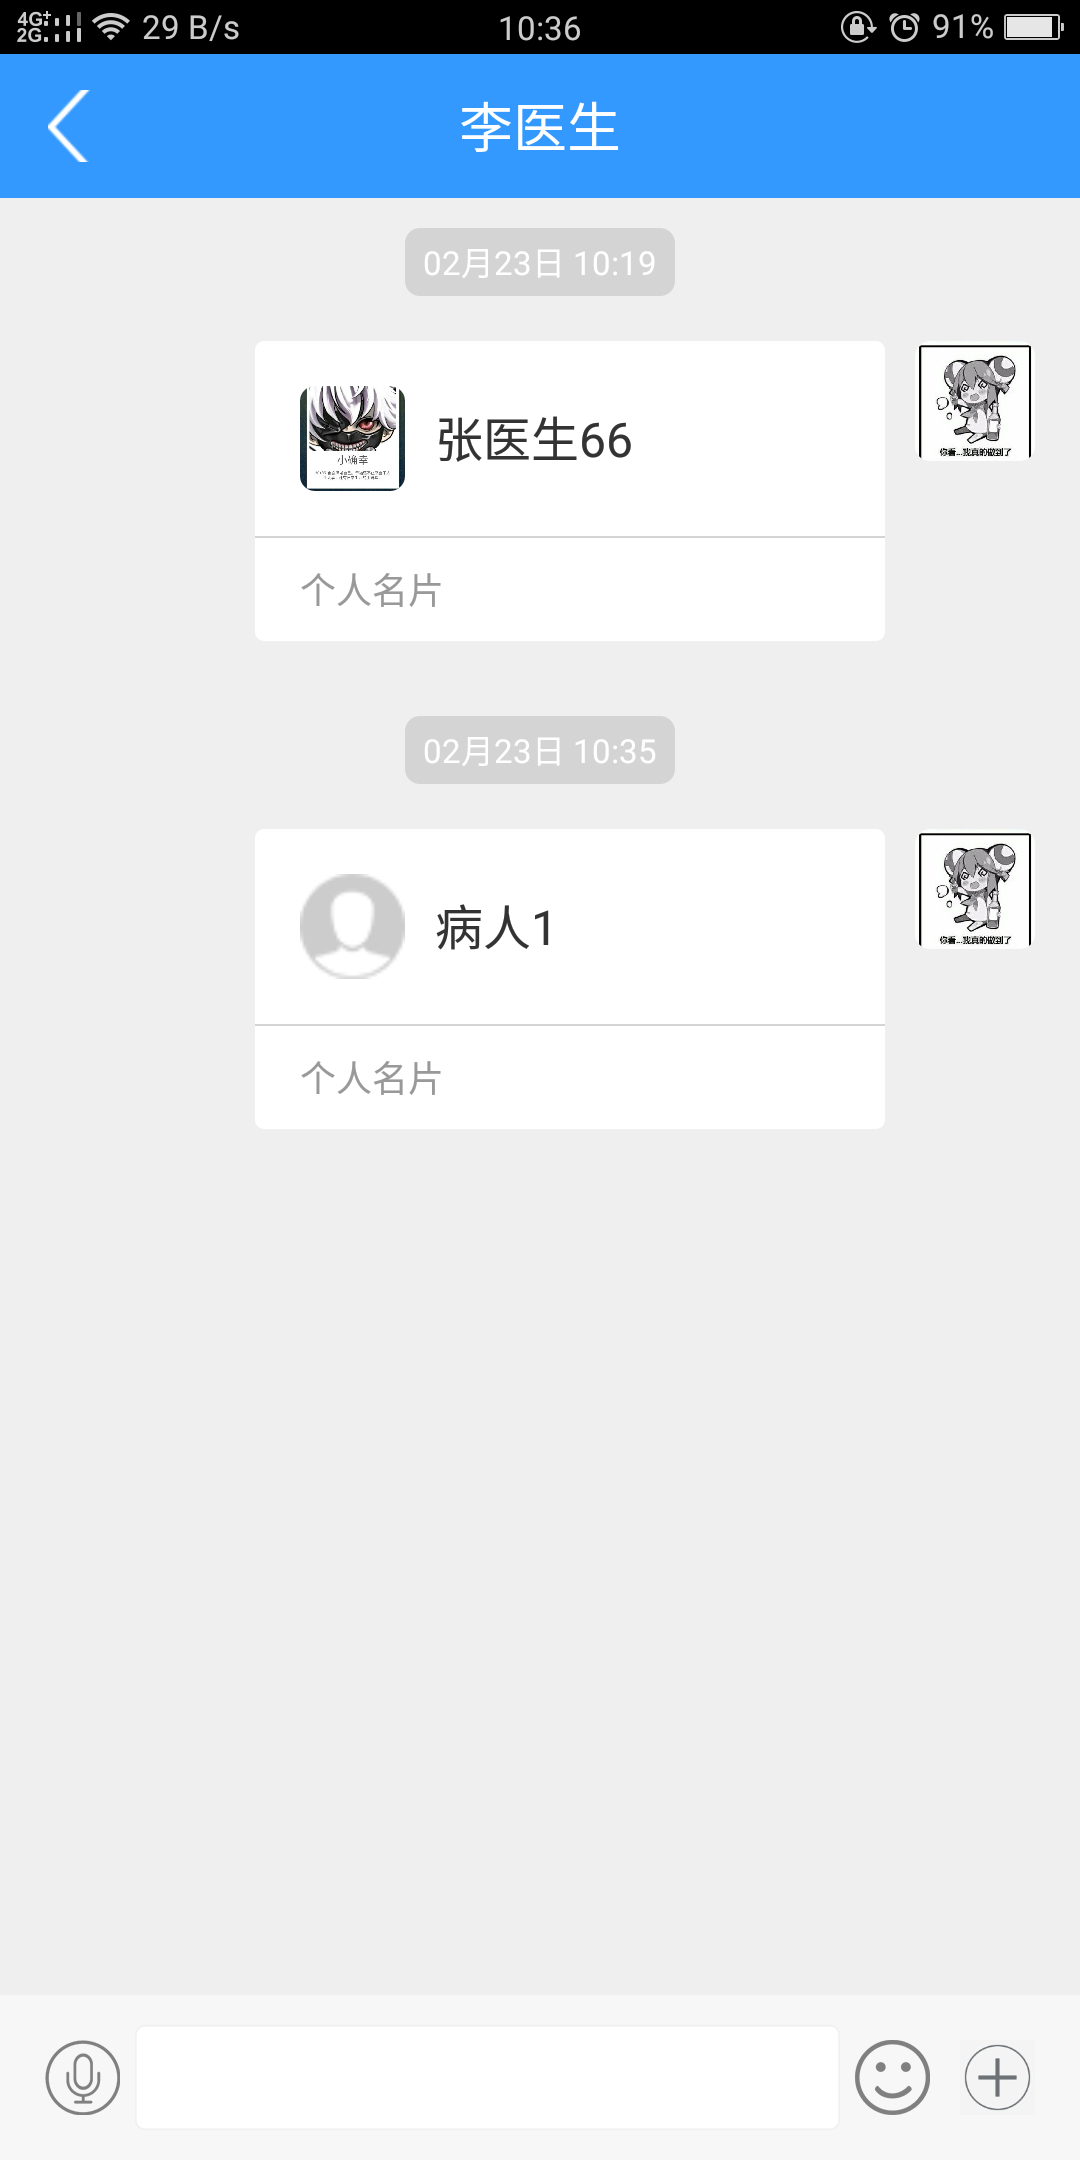 4G+
2G
29 B/s
10:36
91%
李医生
02月23日 10:19
张医生66
小确幸
个人名片
你看...我真的做到了
02月23日 10:35
病人1
个人名片
你看...我真的做到了